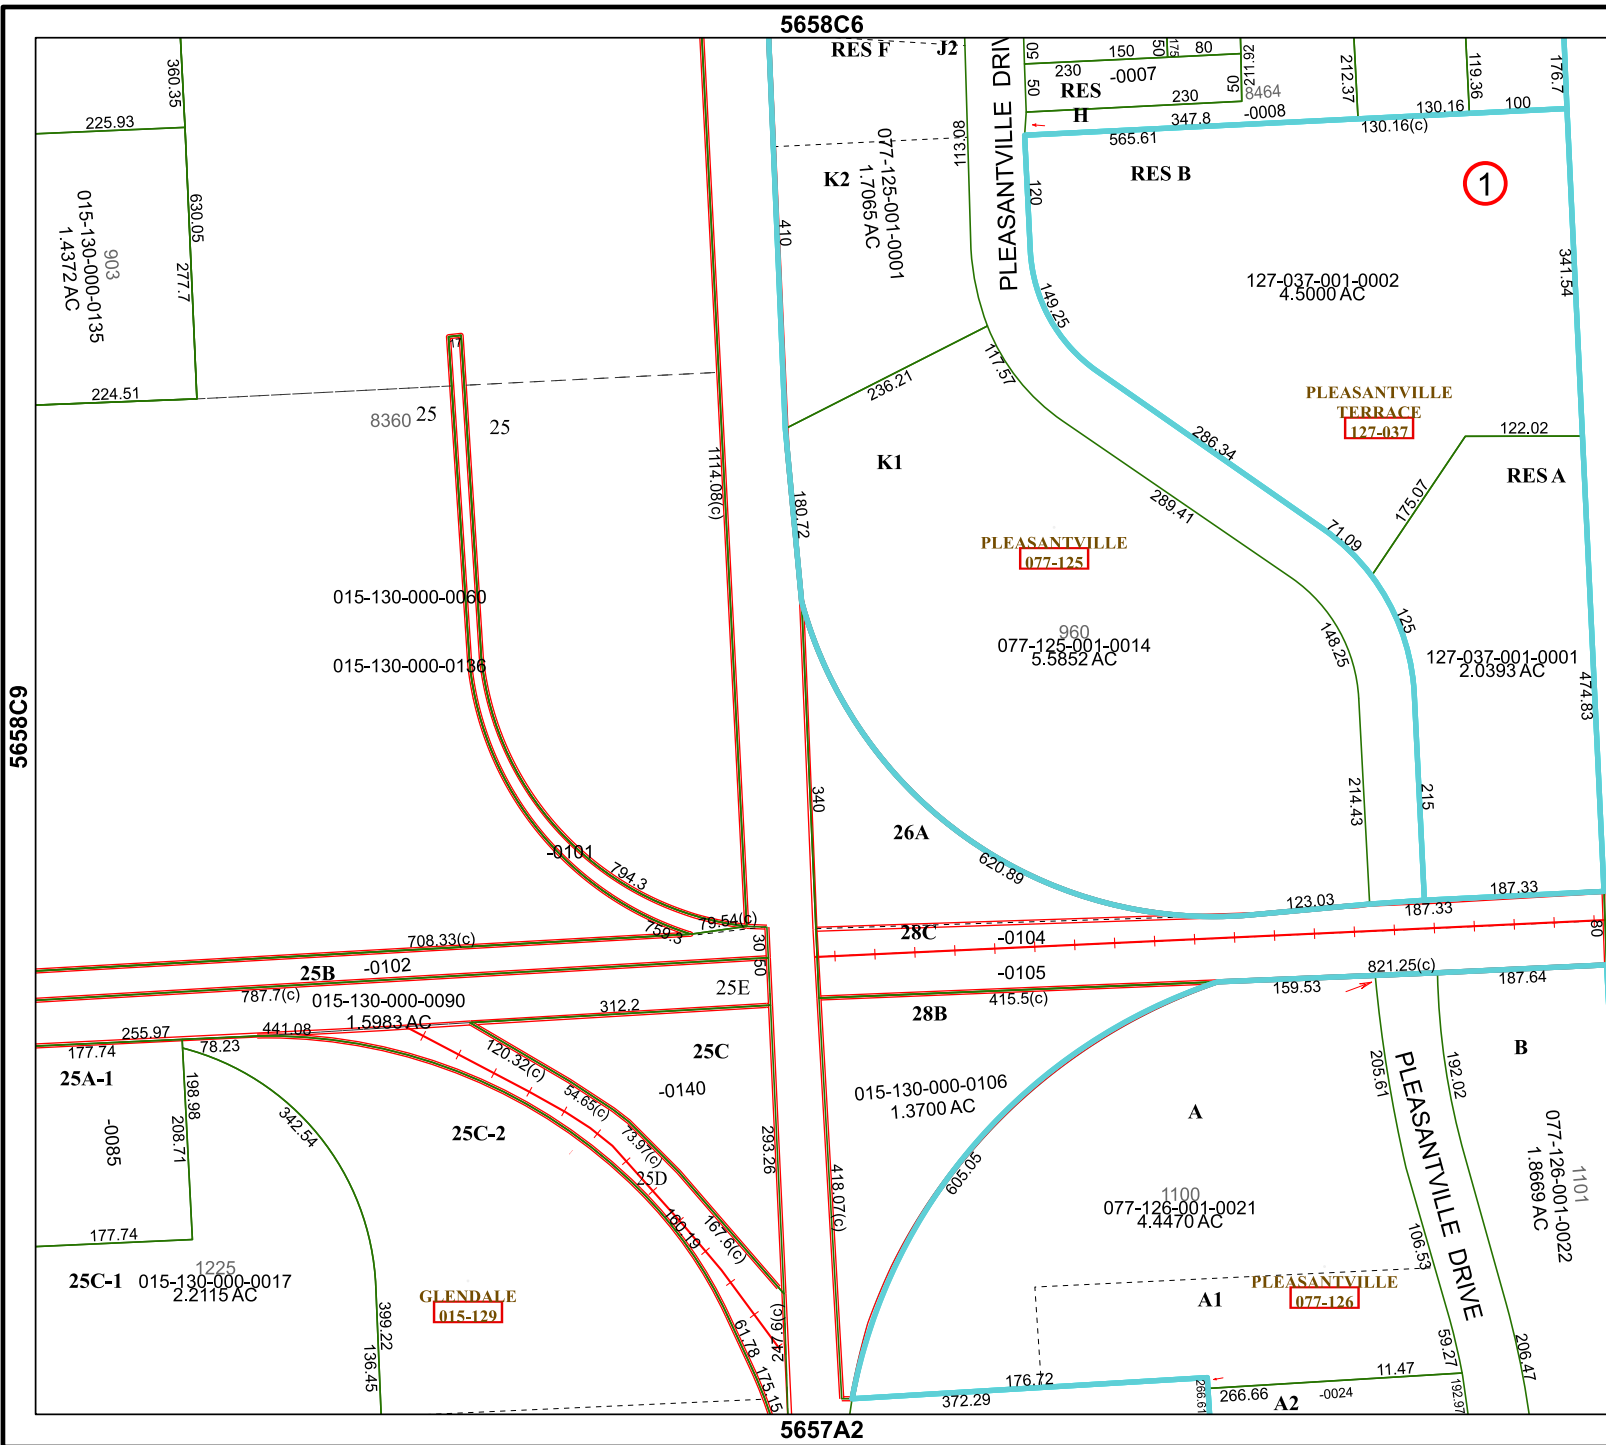 5658C6
RES F
J2
PLEASANTVILLE DRIV
50
150
50
175
80
211.92
230
-0007
50
RES
50
230
8464
H
347.8
-0008
212.37
119.36
176.7
130.16
100
130.16(c)
565.61
360.35
225.93
630.05
277.7
903
015-130-000-0135
1.4372 AC
224.51
K2
113.08
077-125-001-0001
1.7065 AC
410
120
RES B
1
341.54
149.25
127-037-001-0002
4.5000 AC
17
8360
25
25
1114.08(c)
236.21
117.57
PLEASANTVILLE
TERRACE
127-037
122.02
286.34
K1
180.72
289.41
175.07
RES A
71.09
PLEASANTVILLE
077-125
015-130-000-0060
125
960
077-125-001-0014
5.5852 AC
148.25
127-037-001-0001
2.0393 AC
474.83
015-130-000-0136
5658C9
340
214.43
215
26A
620.89
-0101
794.3
79.54(c)
759.5
123.03
187.33
187.33
708.33(c)
30
28C
-0104
80
25B
-0102
50
-0105
821.25(c)
787.7(c)
015-130-000-0090
1.5983 AC
25E
415.5(c)
159.53
187.64
312.2
28B
255.97
441.08
177.74
78.23
120.32(c)
25C
B
25A-1
198.98
54.65(c)
-0140
015-130-000-0106
1.3700 AC
205.61
192.02
PLEASANTVILLE DRIVE
342.54
208.71
-0085
25C-2
73.97(c)
293.26
A
25D
605.05
1101
077-126-001-0022
1.8669 AC
177.74
160.19
167.6(c)
418.07(c)
1100
077-126-001-0021
4.4470 AC
106.53
1225
25C-1
015-130-000-0017
2.2115 AC
GLENDALE
015-129
399.22
136.45
PLEASANTVILLE
077-126
A1
61.78
247.6(c)
59.27
206.47
175.15
176.72
372.29
266.61
266.66
-0024
11.47
A2
192.97
5657A2